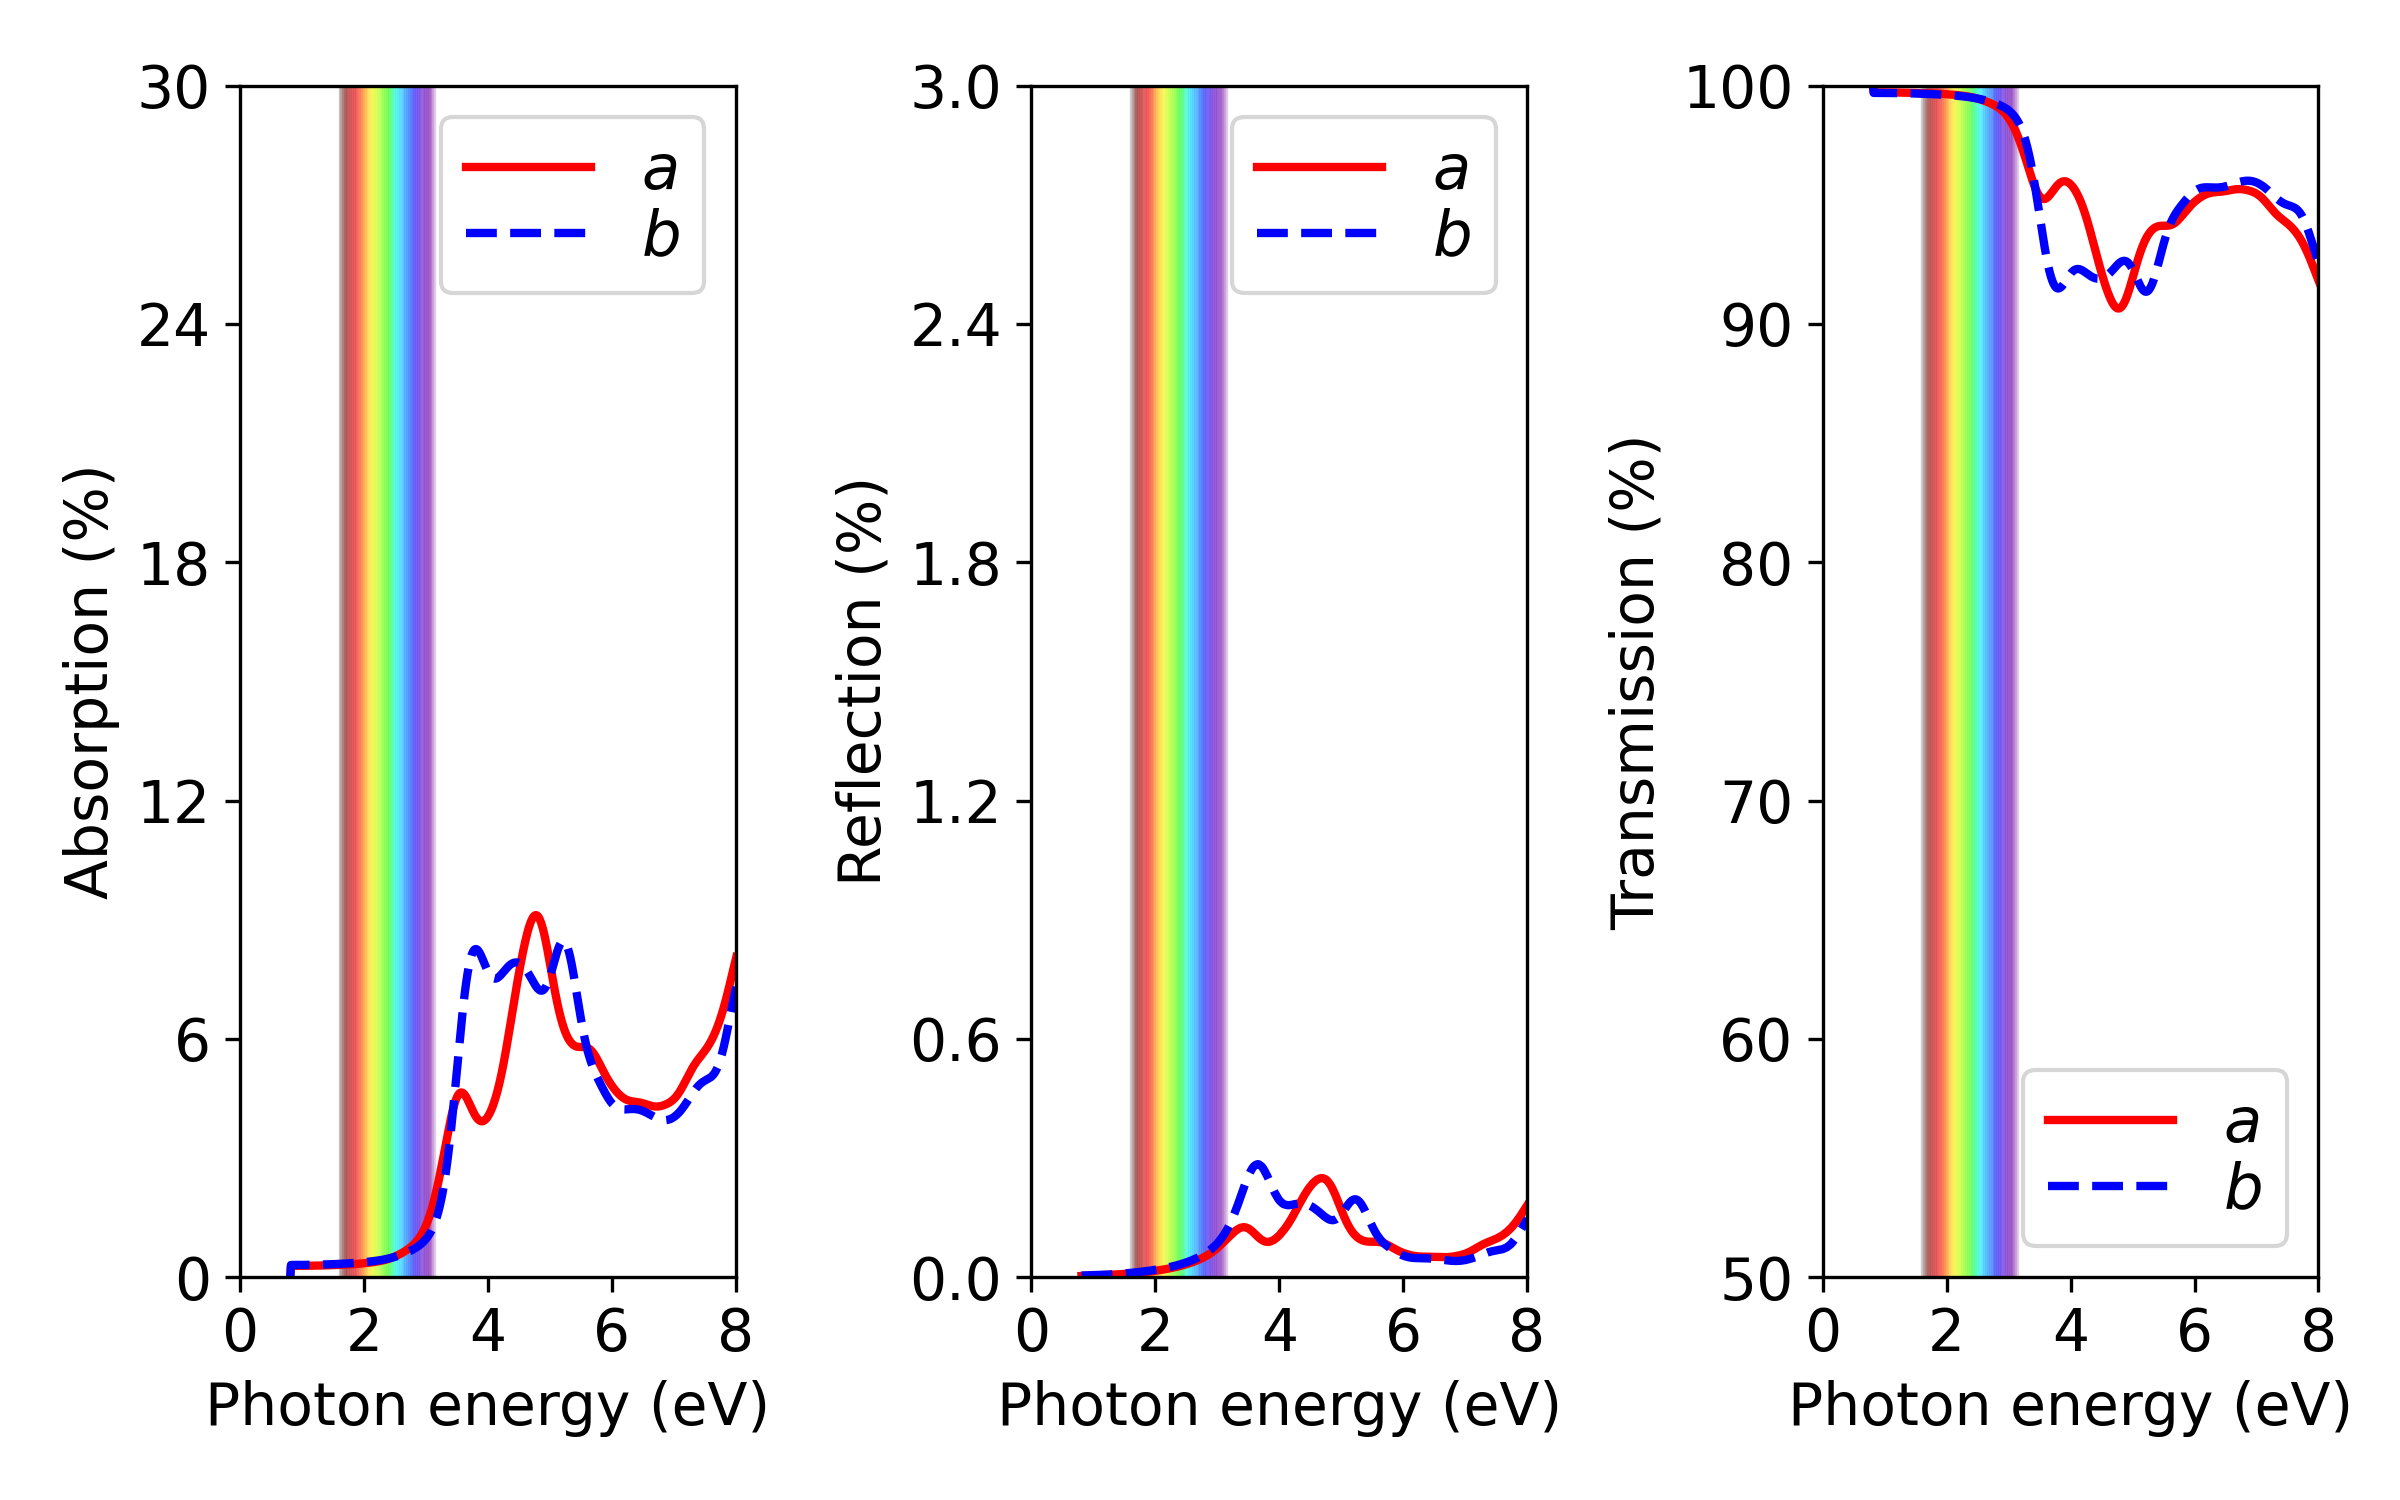 30
24
18
12
6
0
0 2 4 6 8
Absorption (%)
Photon energy (eV)
a
b
3.0
2.4
1.8
1.2
0.6
0.0
0 2 4 6 8
Reflection (%)
Photon energy (eV)
a
b
100
90
80
70
60
50
0 2 4 6 8
Transmission (%)
Photon energy (eV)
a
b